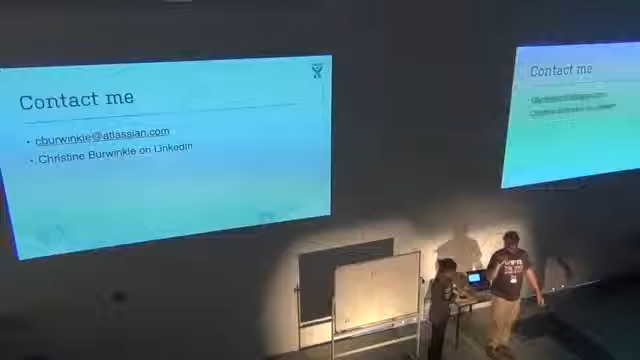 Contact me
cburwinkle@atlassian.com
Christine Burwinkle on LinkedIn
Contact me